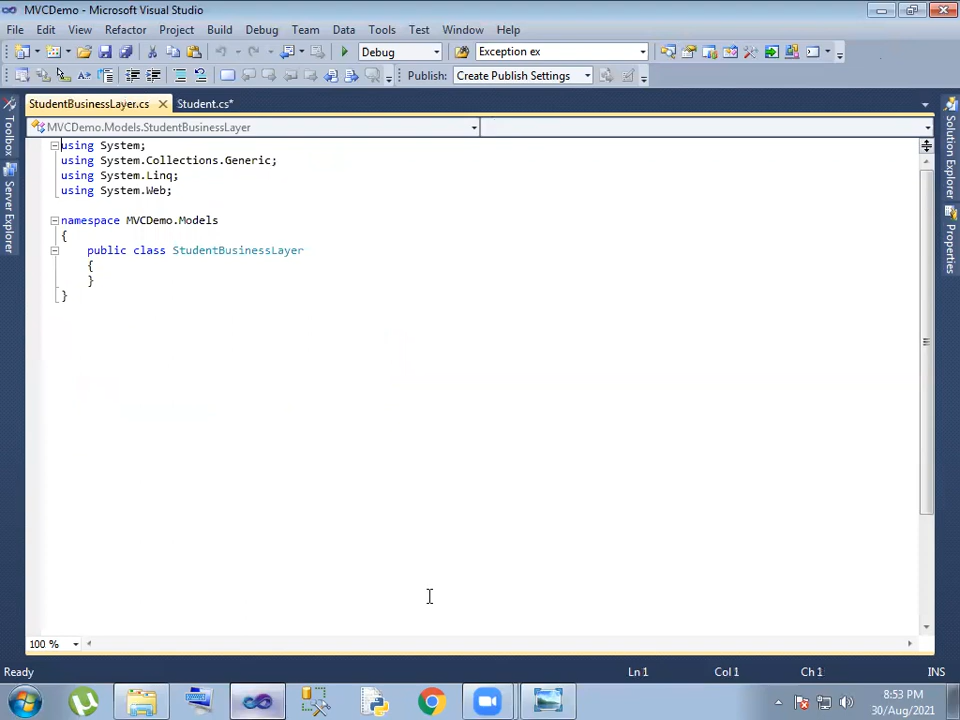 MVCDemo - Microsoft Visual Studio
File Edit View Refactor Project Build Debug Team Data Tools Test Window Help
Debug Exception ex
Publish: Create Publish Settings
StudentBusinessLayer.cs Student.cs*
MVCDemo.Models.StudentBusinessLayer
using System;
using System.Collections.Generic;
using System.Linq;
using System.Web;
namespace MVCDemo.Models
{
public class StudentBusinessLayer
{
}
}
Toolbox
Server Explorer
Solution Explorer
Properties
100 %
Ready Ln 1 Col 1 Ch 1 INS
8:53 PM
30/Aug/2021